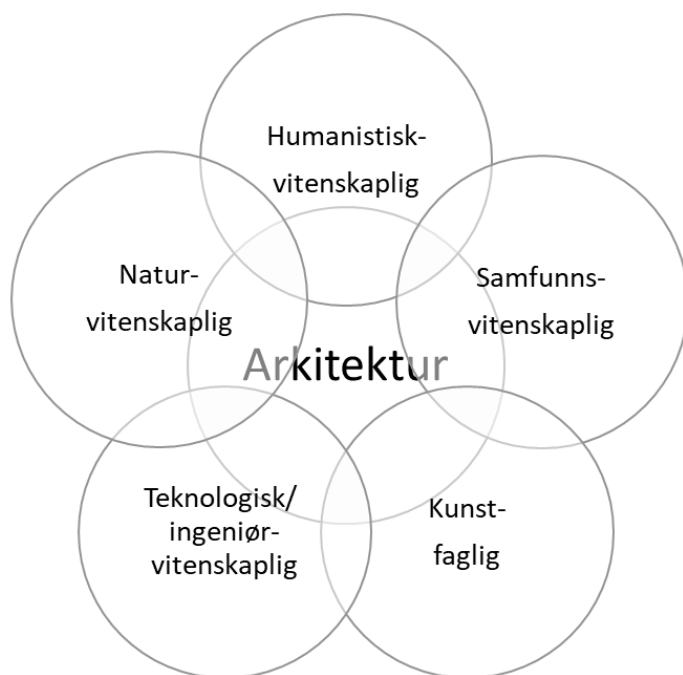 Humanistisk-
vitenskaplig
Natur-
vitenskaplig
Samfunns-
vitenskaplig
Arkitektur
Teknologisk/
ingeniør-
vitenskaplig
Kunst-
faglig